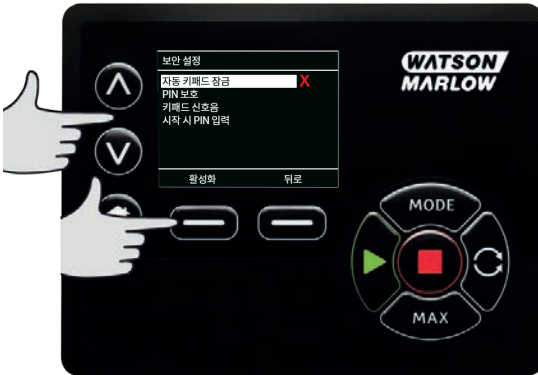 보안 설정
자동 키패드 잠금 X
PIN 보호
키패드 신호음
시작 시 PIN 입력
활성화 뒤로
WATSON
MARLOW
MODE
MAX